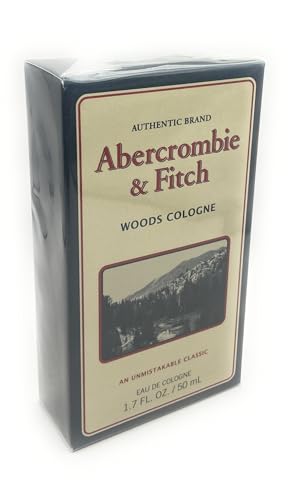 AUTHENTIC BRAND
Abercrombie
& Fitch
WOODS COLOGNE
AN UNMISTAKABLE CLASSIC
EAU DE COLOGNE
1.7 FL. OZ. / 50 mL